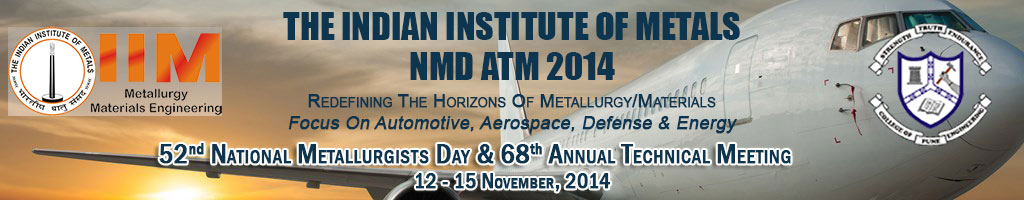 THE INDIAN INSTITUTE OF METALS
भारतीय धातु संस्थान
IIM
Metallurgy
Materials Engineering
THE INDIAN INSTITUTE OF METALS
NMD ATM 2014
REDEFINING THE HORIZONS OF METALLURGY/MATERIALS
Focus On Automotive, Aerospace, Defense & Energy
52nd NATIONAL METALLURGISTS DAY & 68th ANNUAL TECHNICAL MEETING
12 - 15 NOVEMBER, 2014
STRENGTH TRUTH ENDURANCE
COLLEGE OF ENGINEERING
PUNE